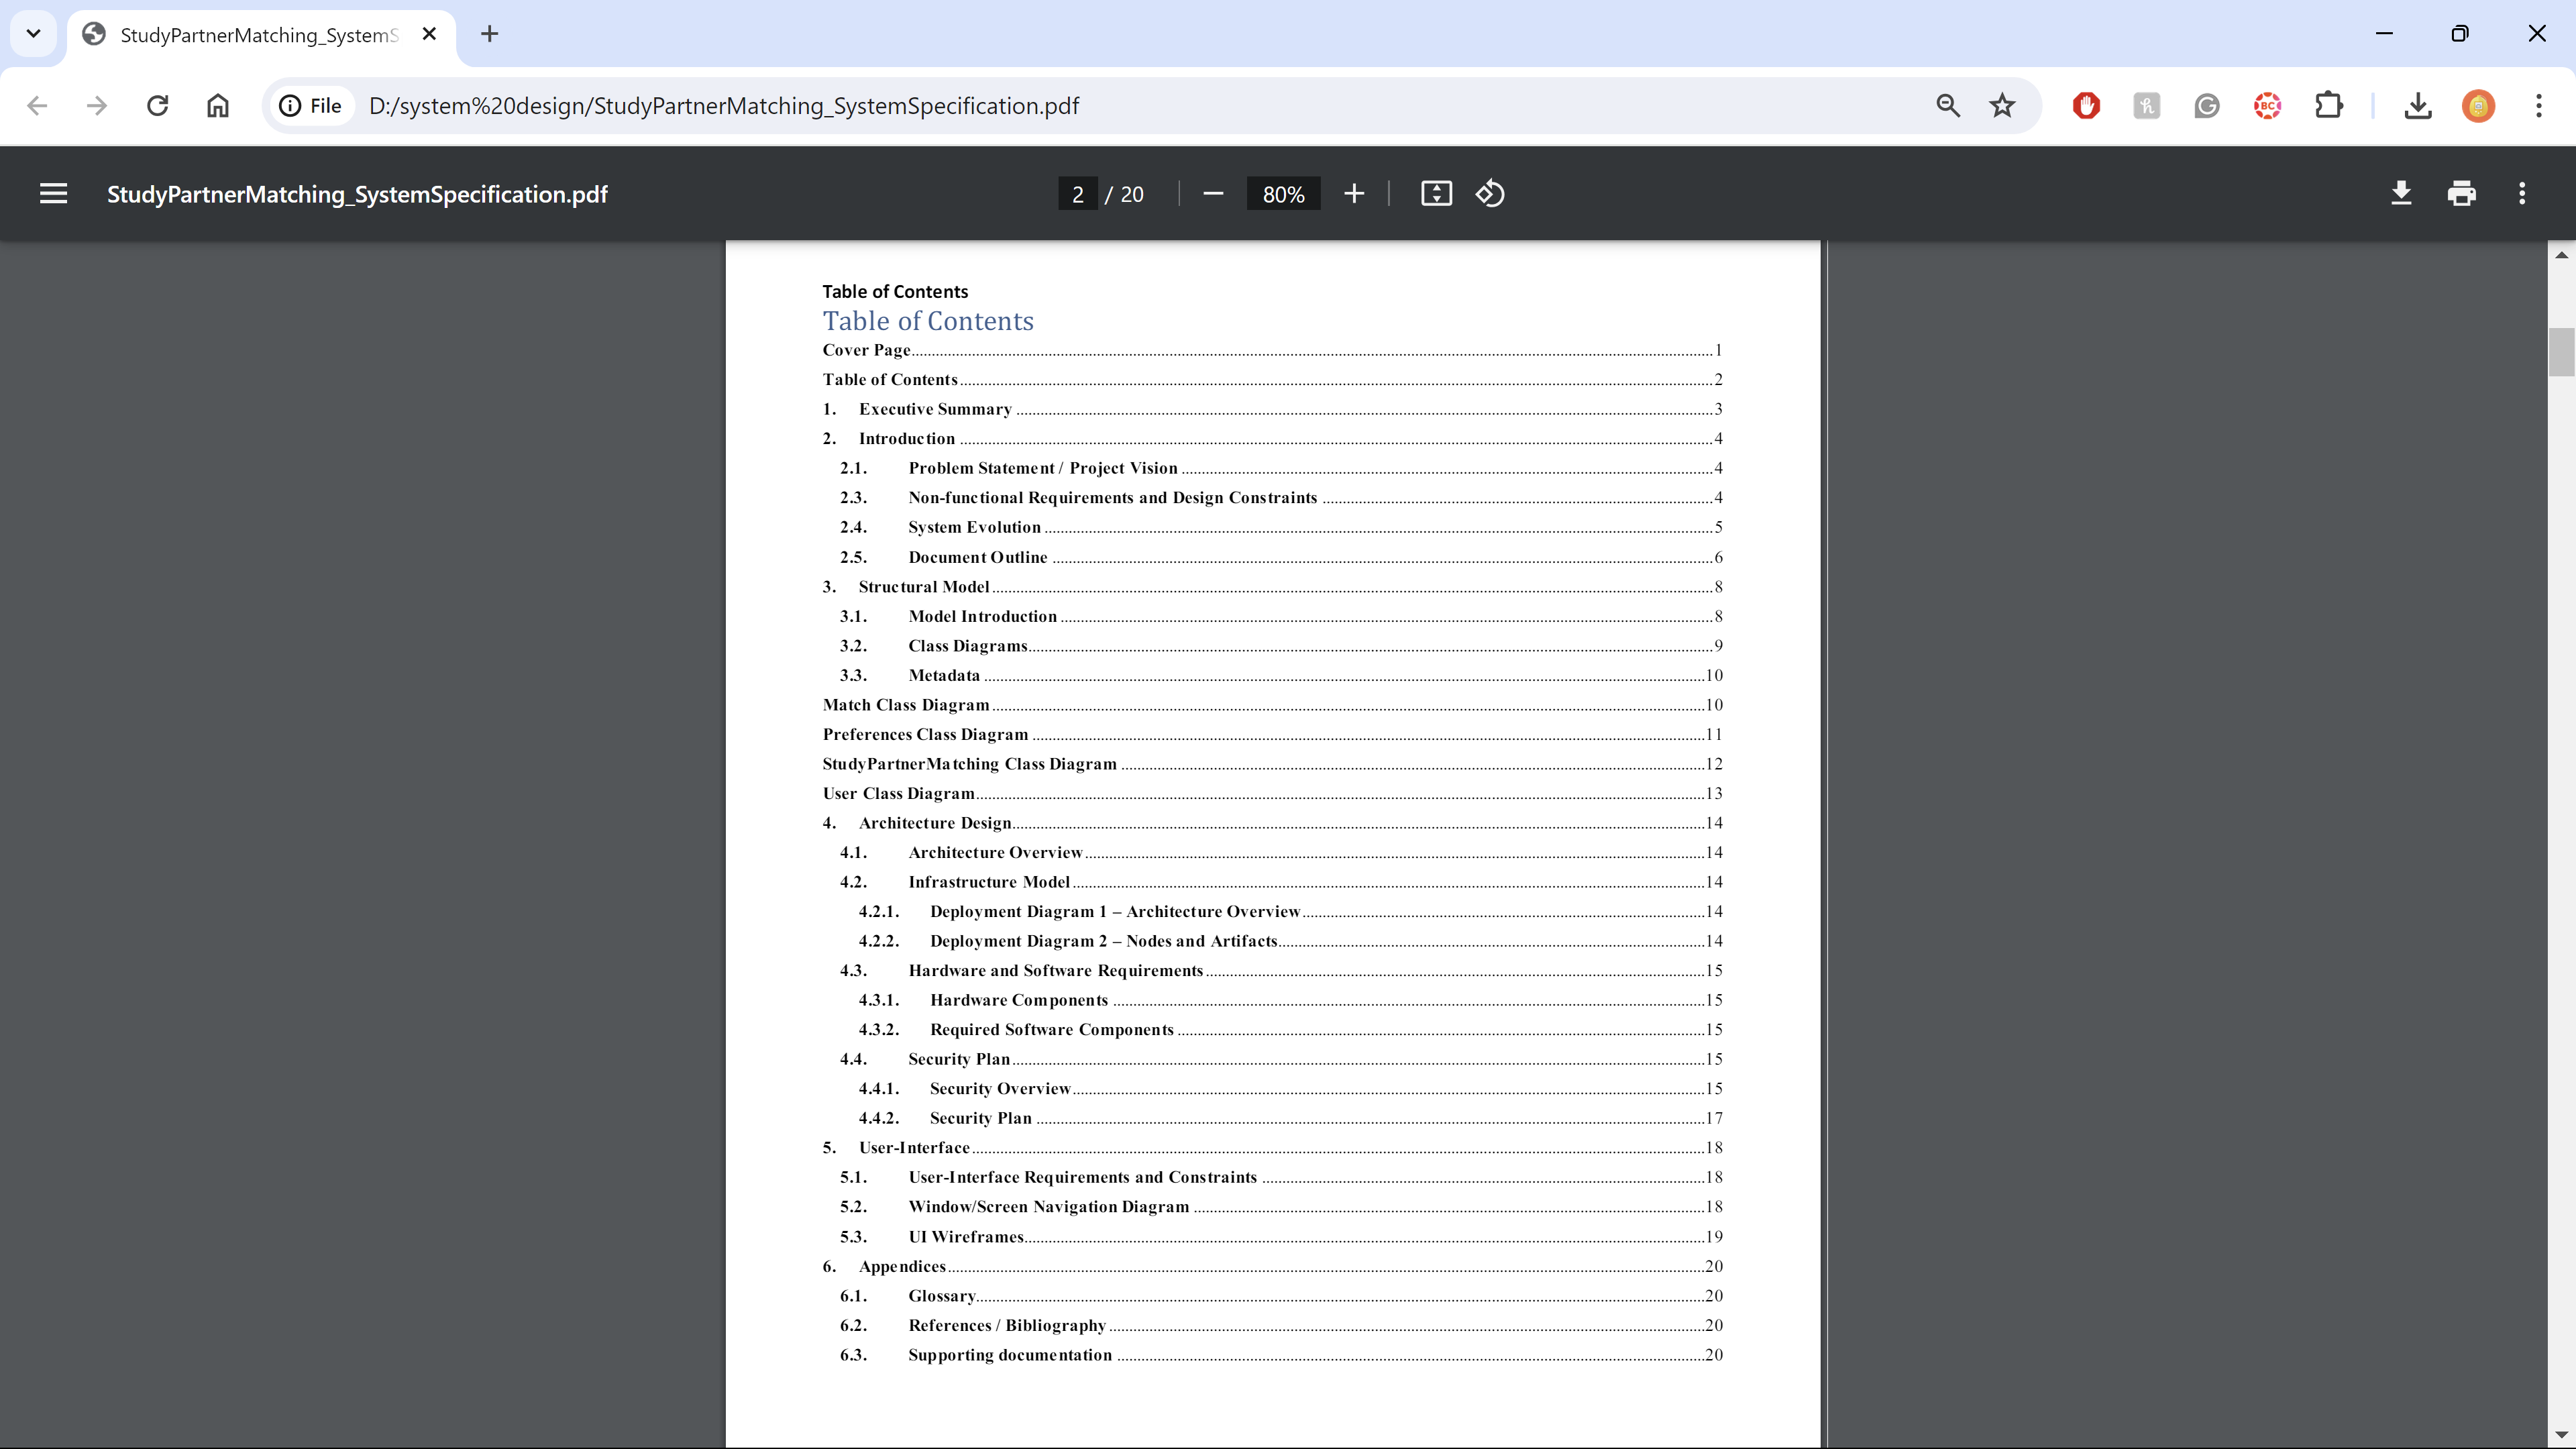 StudyPartnerMatching_SystemS
File D:/system%20design/StudyPartnerMatching_SystemSpecification.pdf
StudyPartnerMatching_SystemSpecification.pdf 2 / 20 80%
Table of Contents
Table of Contents
Cover Page 1
Table of Contents 2
1. Executive Summary 3
2. Introduction 4
2.1. Problem Statement / Project Vision 4
2.3. Non-functional Requirements and Design Constraints 4
2.4. System Evolution 5
2.5. Document Outline 6
3. Structural Model 8
3.1. Model Introduction 8
3.2. Class Diagrams 9
3.3. Metadata 10
Match Class Diagram 10
Preferences Class Diagram 11
StudyPartnerMatching Class Diagram 12
User Class Diagram 13
4. Architecture Design 14
4.1. Architecture Overview 14
4.2. Infrastructure Model 14
4.2.1. Deployment Diagram 1 – Architecture Overview 14
4.2.2. Deployment Diagram 2 – Nodes and Artifacts 14
4.3. Hardware and Software Requirements 15
4.3.1. Hardware Components 15
4.3.2. Required Software Components 15
4.4. Security Plan 15
4.4.1. Security Overview 15
4.4.2. Security Plan 17
5. User-Interface 18
5.1. User-Interface Requirements and Constraints 18
5.2. Window/Screen Navigation Diagram 18
5.3. UI Wireframes 19
6. Appendices 20
6.1. Glossary 20
6.2. References / Bibliography 20
6.3. Supporting documentation 20